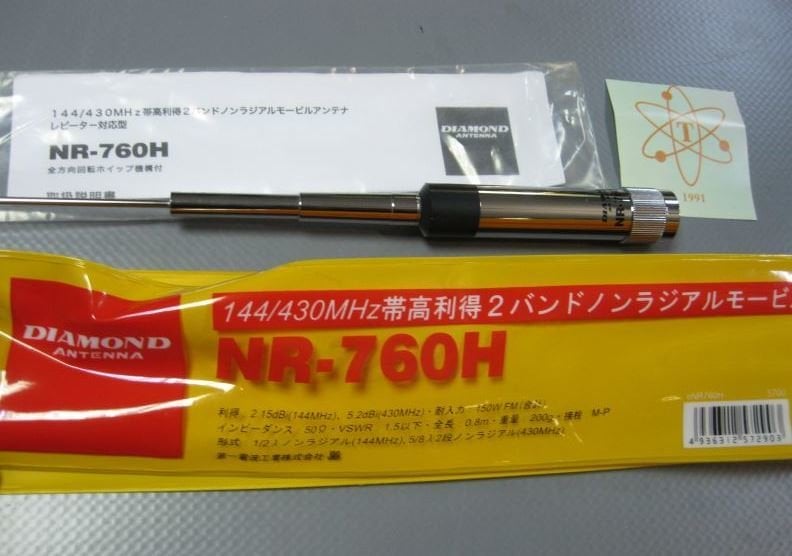 144/430MHz帯高利得2バンドノンラジアルモービルアンテナ
レピーター対応型
NR-760H
全方向回転ホイップ機構付
取扱説明書
DIAMOND
ANTENNA
T
1991
DIAMOND
NR-
DIAMOND
ANTENNA
144/430MHz帯高利得2バンドノンラジアルモービ
NR-760H
利得 2.15dBi(144MHz)、5.2dBi(430MHz)・耐入力 150W FM(合計)
インピーダンス 50Ω・VSWR 1.5以下・全長 0.8m・重量 200g・接栓 M-P
形式 1/2λノンラジアル(144MHz)、5/8λ2段ノンラジアル(430MHz)
第一電波工業株式会社
eNR760H 5700
4936312572903